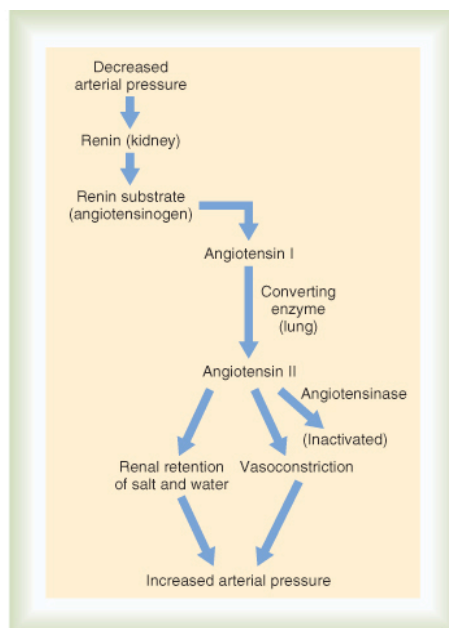 Decreased
arterial pressure
Renin (kidney)
Renin substrate
(angiotensinogen)
Angiotensin I
Converting
enzyme
(lung)
Angiotensin II
Angiotensinase
(Inactivated)
Renal retention
of salt and water
Vasoconstriction
Increased arterial pressure